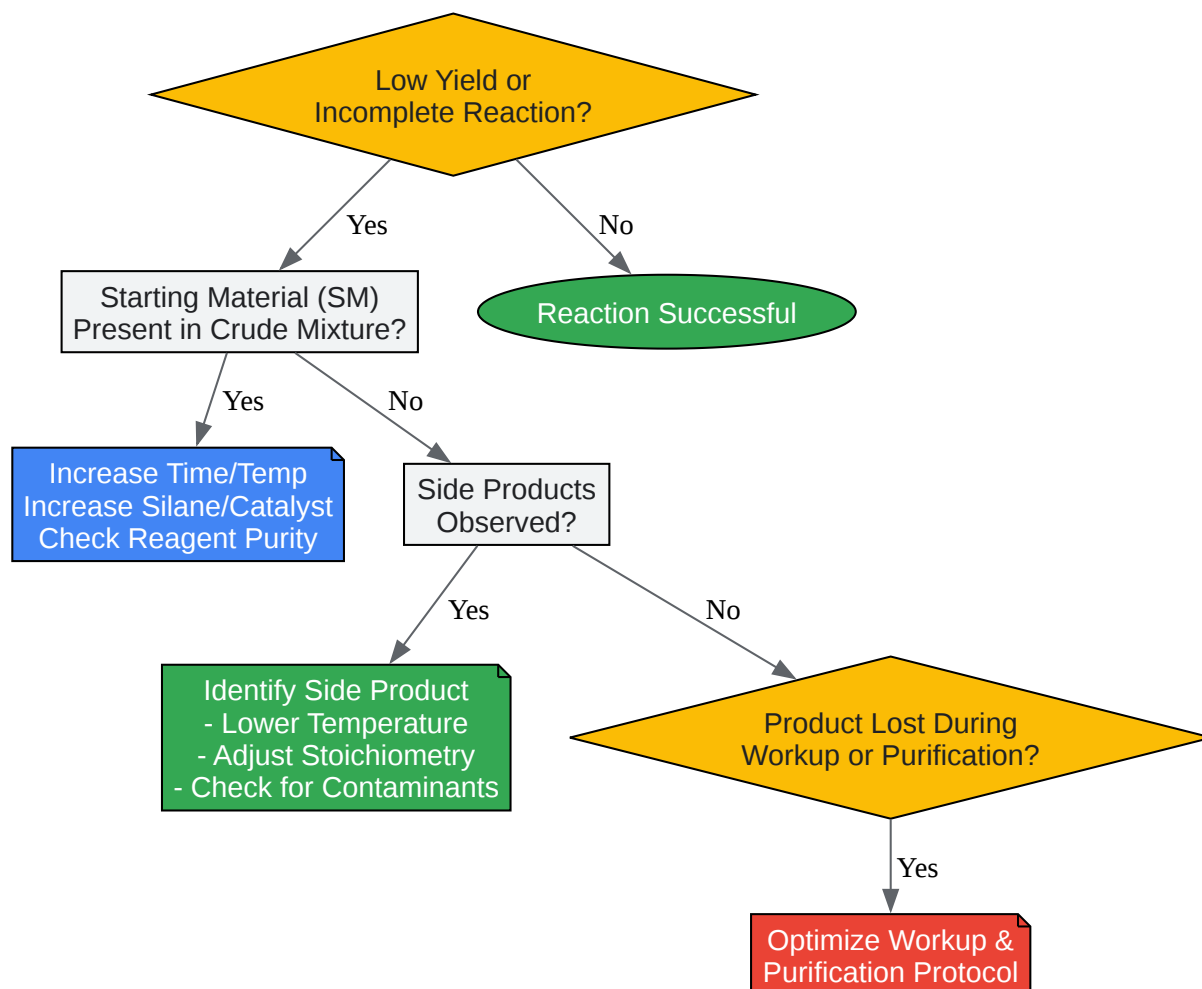 Low Yield or
Incomplete Reaction?
Yes
No
Starting Material (SM)
Present in Crude Mixture?
Reaction Successful
Yes
No
Increase Time/Temp
Increase Silane/Catalyst
Check Reagent Purity
Side Products
Observed?
Yes
No
Identify Side Product
- Lower Temperature
- Adjust Stoichiometry
- Check for Contaminants
Product Lost During
Workup or Purification?
Yes
Optimize Workup &
Purification Protocol